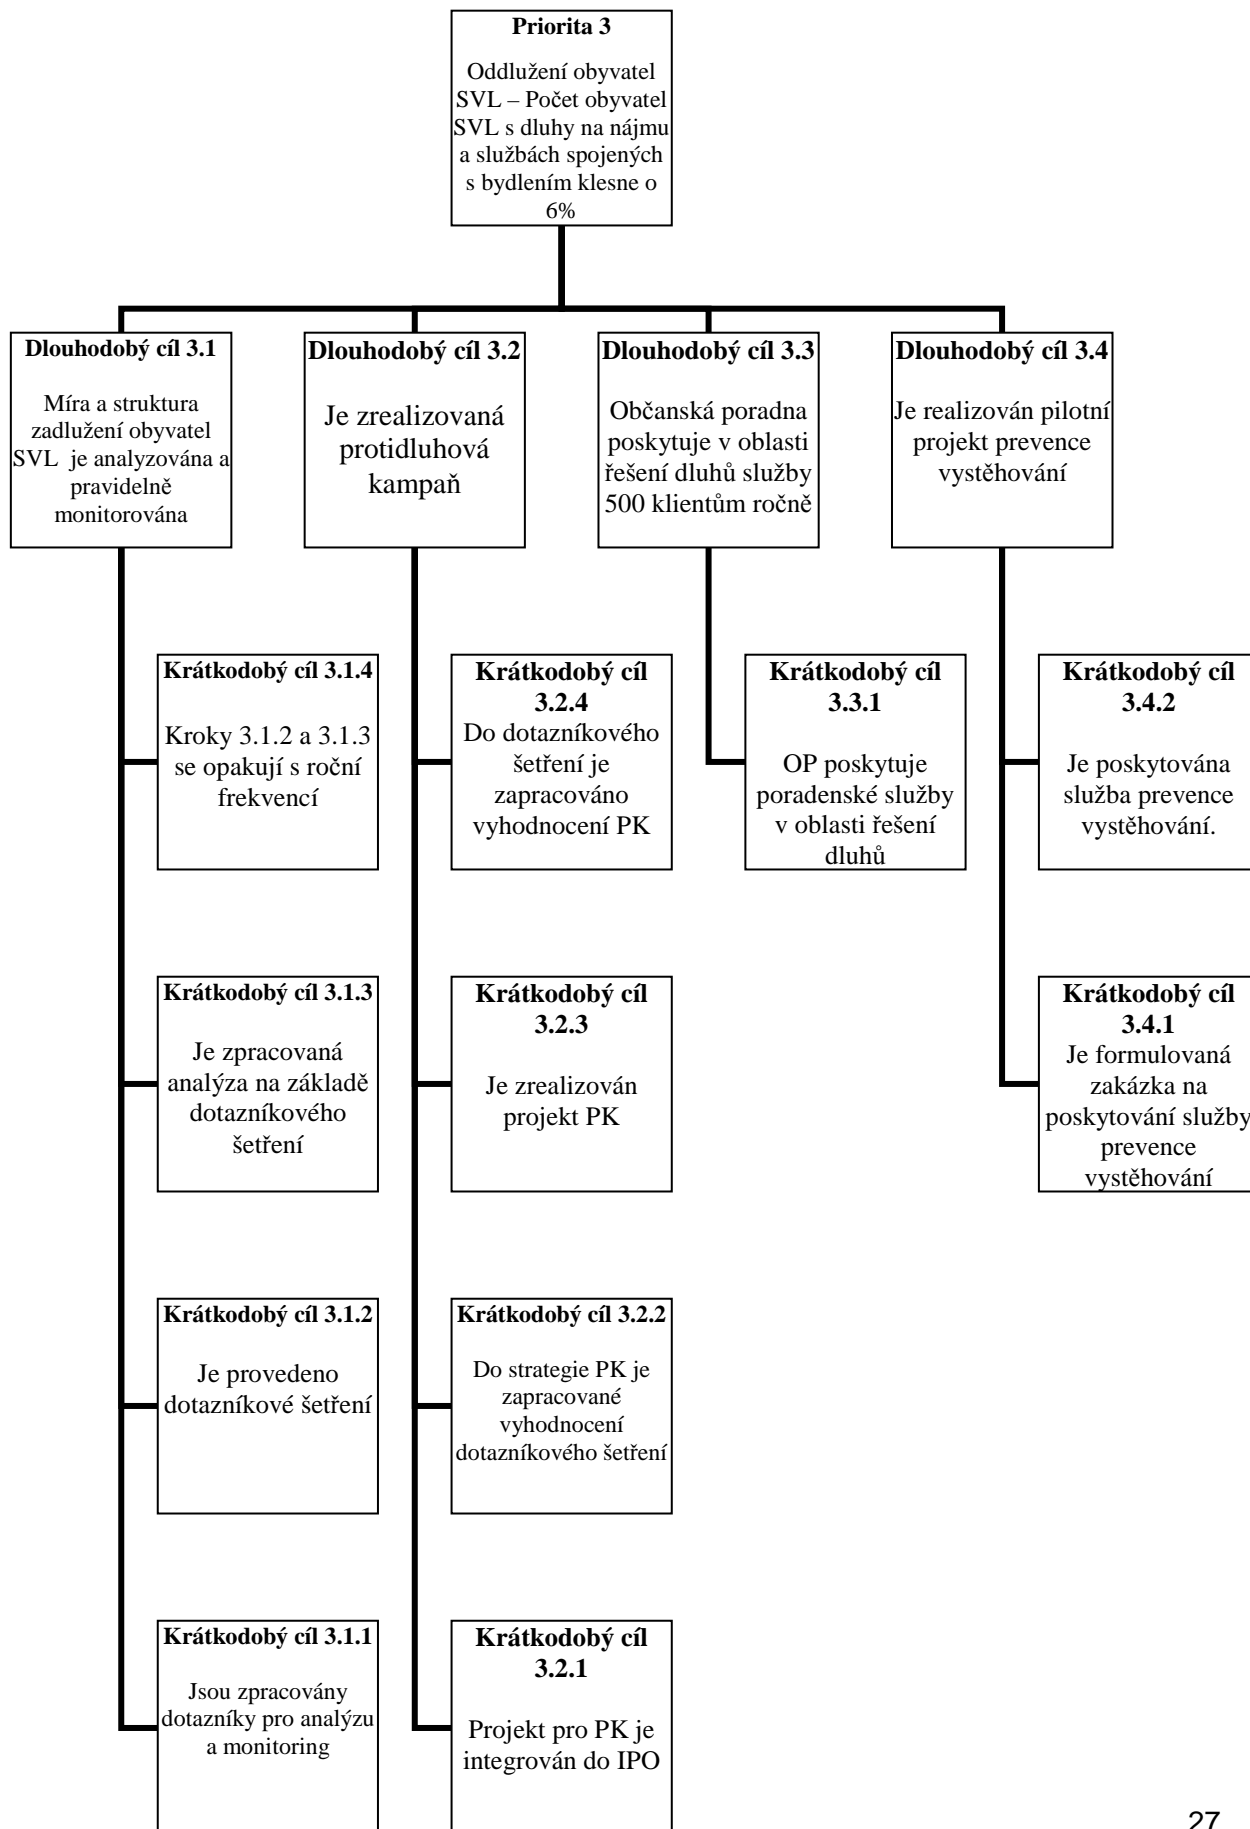 Priorita 3
Oddlužení obyvatel
SVL – Počet obyvatel
SVL s dluhy na nájmu
a službách spojených
s bydlením klesne o
6%
Dlouhodobý cíl 3.1
Míra a struktura
zadlužení obyvatel
SVL je analyzována a
pravidelně
monitorována
Dlouhodobý cíl 3.2
Je zrealizovaná
protidluhová
kampaň
Dlouhodobý cíl 3.3
Občanská poradna
poskytuje v oblasti
řešení dluhů služby
500 klientům ročně
Dlouhodobý cíl 3.4
Je realizován pilotní
projekt prevence
vystěhování
Krátkodobý cíl 3.1.4
Kroky 3.1.2 a 3.1.3
se opakují s roční
frekvencí
Krátkodobý cíl
3.2.4
Do dotazníkového
šetření je
zapracováno
vyhodnocení PK
Krátkodobý cíl
3.3.1
OP poskytuje
poradenské služby
v oblasti řešení
dluhů
Krátkodobý cíl
3.4.2
Je poskytována
služba prevence
vystěhování.
Krátkodobý cíl 3.1.3
Je zpracovaná
analýza na základě
dotazníkového
šetření
Krátkodobý cíl
3.2.3
Je zrealizován
projekt PK
Krátkodobý cíl
3.4.1
Je formulovaná
zakázka na
poskytování služby
prevence
vystěhování
Krátkodobý cíl 3.1.2
Je provedeno
dotazníkové šetření
Krátkodobý cíl 3.2.2
Do strategie PK je
zapracované
vyhodnocení
dotazníkového šetření
Krátkodobý cíl 3.1.1
Jsou zpracovány
dotazníky pro analýzu
a monitoring
Krátkodobý cíl
3.2.1
Projekt pro PK je
integrován do IPO
27